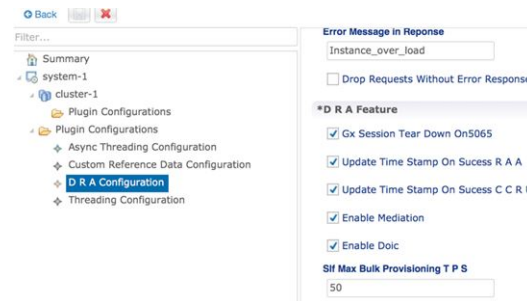 Back
Filter...
Summary
system-1
cluster-1
Plugin Configurations
Plugin Configurations
Async Threading Configuration
Custom Reference Data Configuration
D R A Configuration
Threading Configuration
Error Message in Reponse
Instance_over_load
Drop Requests Without Error Response
*D R A Feature
Gx Session Tear Down On5065
Update Time Stamp On Sucess R A A
Update Time Stamp On Sucess C C R
Enable Mediation
Enable Doic
Slf Max Bulk Provisioning T P S
50